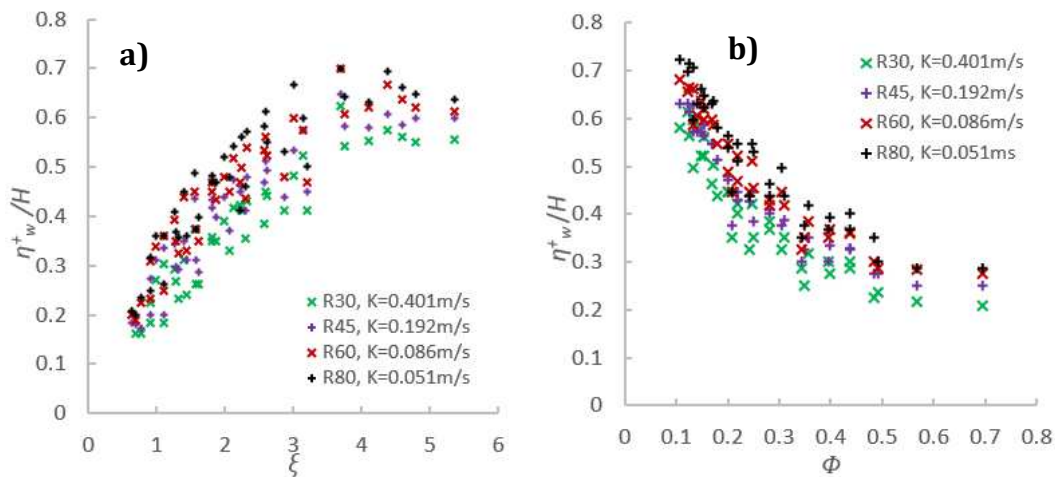 a)
η⁺w/H
0.8
0.7
0.6
0.5
0.4
0.3
0.2
0.1
0
0 1 2 3 4 5 6
ξ
R30, K=0.401m/s
R45, K=0.192m/s
R60, K=0.086m/s
R80, K=0.051m/s
b)
η⁺w/H
0.8
0.7
0.6
0.5
0.4
0.3
0.2
0.1
0
0 0.1 0.2 0.3 0.4 0.5 0.6 0.7 0.8
Φ
R30, K=0.401m/s
R45, K=0.192m/s
R60, K=0.086m/s
R80, K=0.051ms